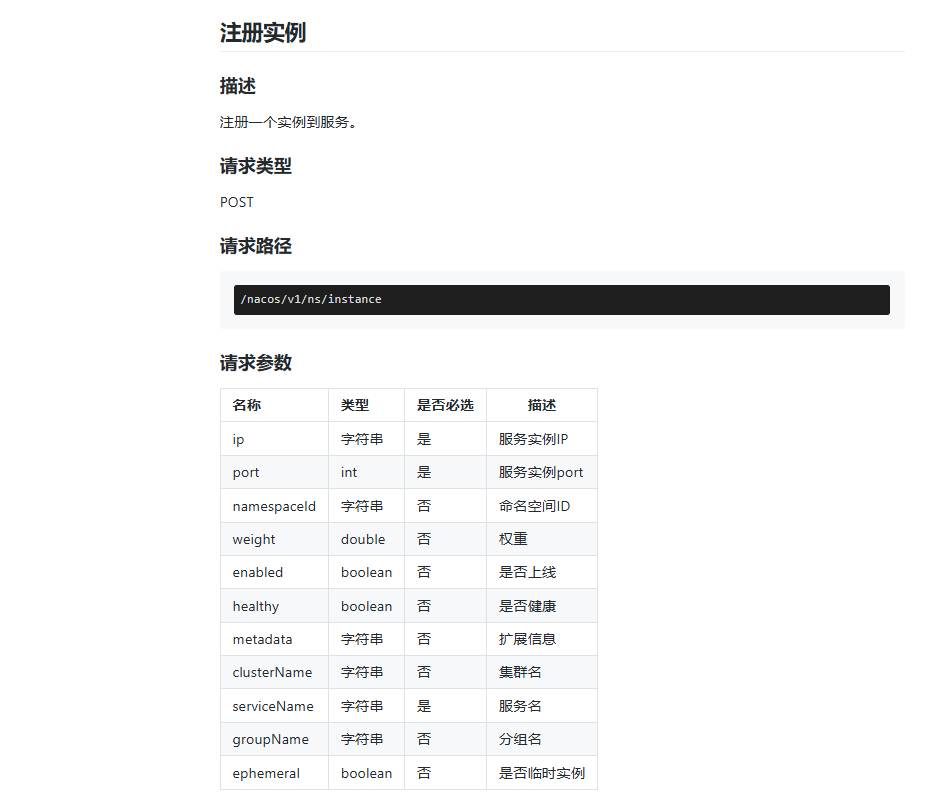 注册实例
描述
注册一个实例到服务。
请求类型
POST
请求路径
/nacos/v1/ns/instance
请求参数
名称 类型 是否必选 描述
ip 字符串 是 服务实例IP
port int 是 服务实例port
namespaceId 字符串 否 命名空间ID
weight double 否 权重
enabled boolean 否 是否上线
healthy boolean 否 是否健康
metadata 字符串 否 扩展信息
clusterName 字符串 否 集群名
serviceName 字符串 是 服务名
groupName 字符串 否 分组名
ephemeral boolean 否 是否临时实例